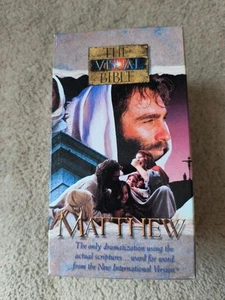 THE
VISUAL
BIBLE
MATTHEW
The only dramatization using the
actual scriptures... word for word
from the New International Version